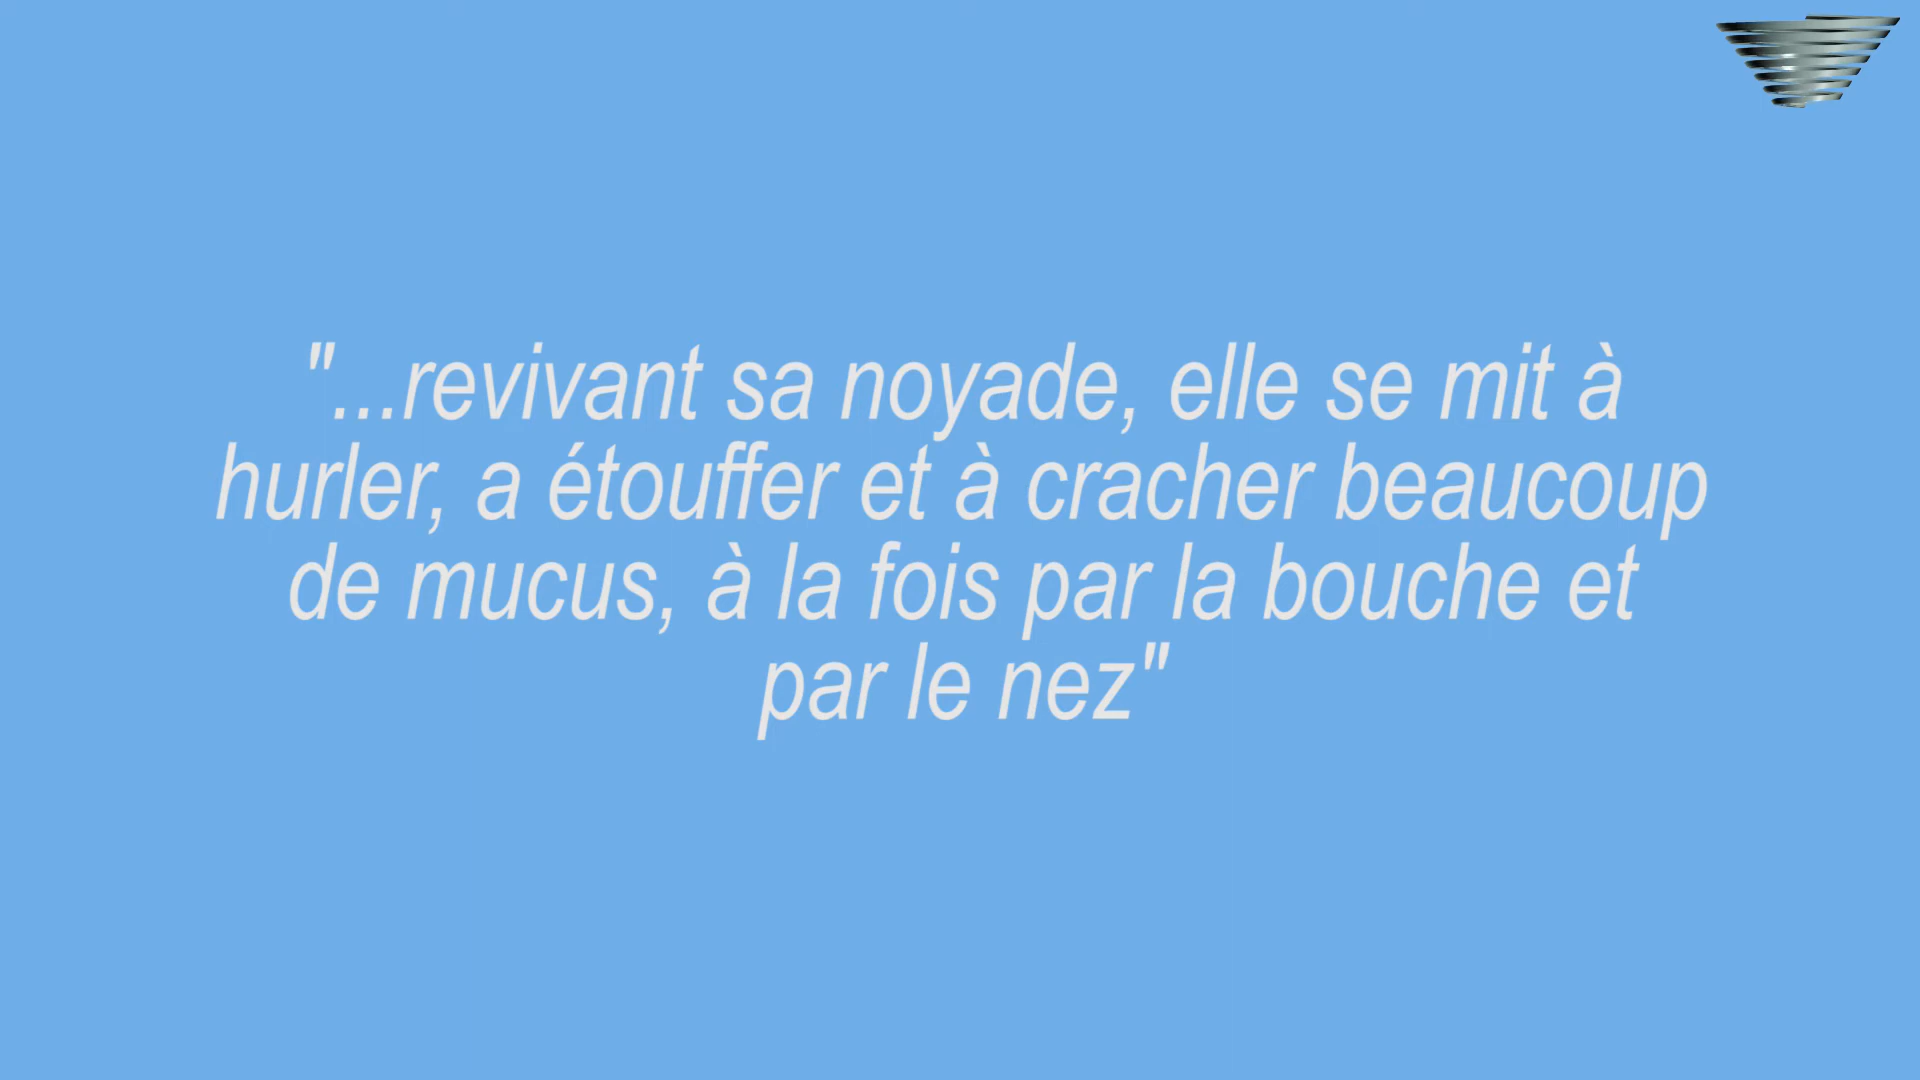 "...revivant sa noyade, elle se mit à
hurler, a étouffer et à cracher beaucoup
de mucus, à la fois par la bouche et
par le nez"